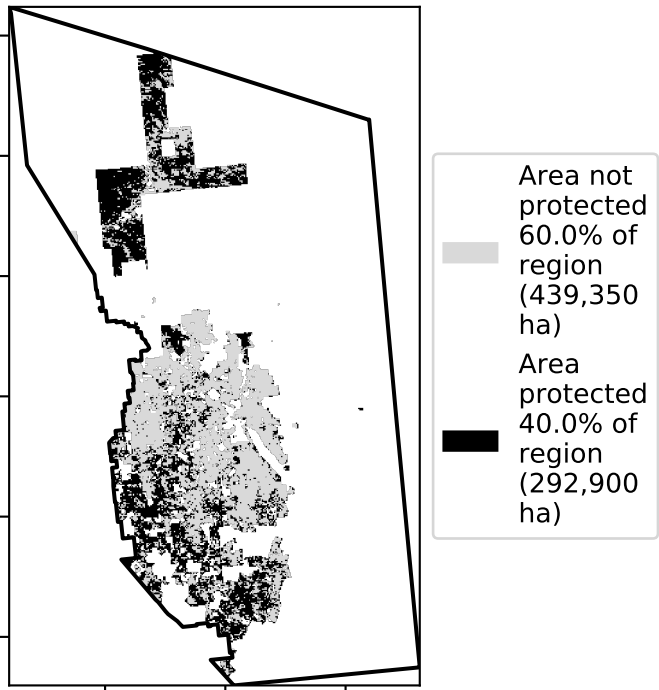 Area not
protected
60.0% of
region
(439,350
ha)
Area
protected
40.0% of
region
(292,900
ha)